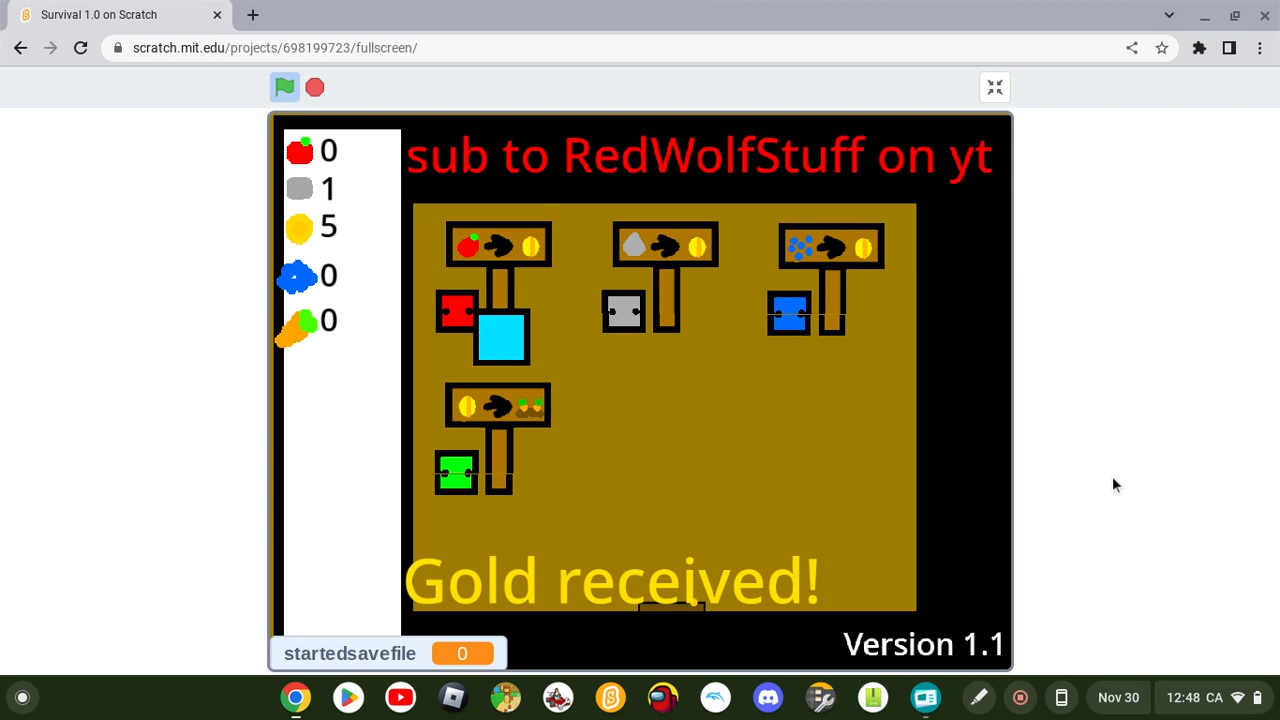 Survival 1.0 on Scratch
scratch.mit.edu/projects/698199723/fullscreen/
0
1
5
0
0
sub to RedWolfStuff on yt
Gold received!
startedsavefile 0
Version 1.1
Nov 30
12:48 CA